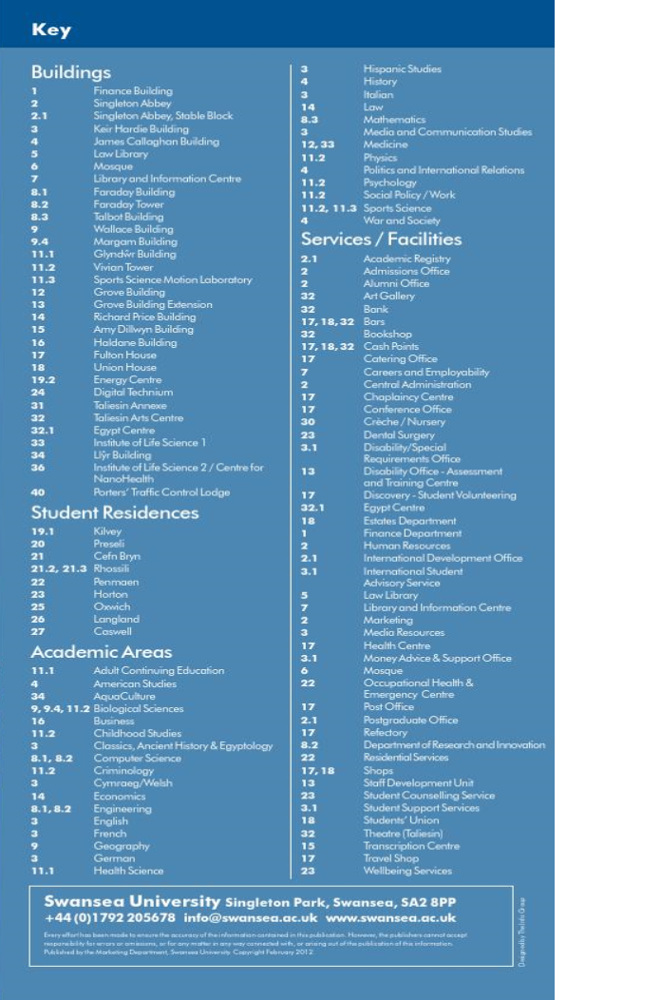 Key
Buildings
1 Finance Building
2 Singleton Abbey
2.1 Singleton Abbey, Stable Block
3 Keir Hardie Building
4 James Callaghan Building
5 Law Library
6 Mosque
7 Library and Information Centre
8.1 Faraday Building
8.2 Faraday Tower
8.3 Talbot Building
9 Wallace Building
9.4 Margam Building
11.1 Glyndŵr Building
11.2 Vivian Tower
11.3 Sports Science Motion Laboratory
12 Grove Building
13 Grove Building Extension
14 Richard Price Building
15 Amy Dillwyn Building
16 Haldane Building
17 Fulton House
18 Union House
19.2 Energy Centre
24 Digital Technium
31 Taliesin Annexe
32 Taliesin Arts Centre
32.1 Egypt Centre
33 Institute of Life Science 1
34 Llŷr Building
36 Institute of Life Science 2 / Centre for
NanoHealth
40 Porters' Traffic Control Lodge
Student Residences
19.1 Kilvey
20 Preseli
21 Cefn Bryn
21.2, 21.3 Rhossili
22 Penmaen
23 Horton
25 Oxwich
26 Langland
27 Caswell
Academic Areas
11.1 Adult Continuing Education
4 American Studies
34 AquaCulture
9, 9.4, 11.2 Biological Sciences
16 Business
11.2 Childhood Studies
3 Classics, Ancient History & Egyptology
8.1, 8.2 Computer Science
11.2 Criminology
3 Cymraeg/Welsh
14 Economics
8.1, 8.2 Engineering
3 English
3 French
9 Geography
3 German
11.1 Health Science
3 Hispanic Studies
4 History
3 Italian
14 Law
8.3 Mathematics
3 Media and Communication Studies
12, 33 Medicine
11.2 Physics
4 Politics and International Relations
11.2 Psychology
11.2 Social Policy / Work
11.2, 11.3 Sports Science
4 War and Society
Services / Facilities
2.1 Academic Registry
2 Admissions Office
2 Alumni Office
32 Art Gallery
32 Bank
17, 18, 32 Bars
32 Bookshop
17, 18, 32 Cash Points
17 Catering Office
7 Careers and Employability
2 Central Administration
17 Chaplaincy Centre
17 Conference Office
30 Crèche / Nursery
23 Dental Surgery
3.1 Disability/Special
Requirements Office
13 Disability Office - Assessment
and Training Centre
17 Discovery - Student Volunteering
32.1 Egypt Centre
18 Estates Department
1 Finance Department
2 Human Resources
2.1 International Development Office
3.1 International Student
Advisory Service
5 Law Library
7 Library and Information Centre
2 Marketing
3 Media Resources
17 Health Centre
3.1 Money Advice & Support Office
6 Mosque
22 Occupational Health &
Emergency Centre
17 Post Office
2.1 Postgraduate Office
17 Refectory
8.2 Department of Research and Innovation
22 Residential Services
17, 18 Shops
13 Staff Development Unit
23 Student Counselling Service
3.1 Student Support Services
18 Students' Union
32 Theatre (Taliesin)
15 Transcription Centre
17 Travel Shop
23 Wellbeing Services
Swansea University Singleton Park, Swansea, SA2 8PP
+44 (0)1792 205678 info@swansea.ac.uk www.swansea.ac.uk
Every effort has been made to ensure the accuracy of the information contained in this publication. However, the publishers cannot accept
responsibility for errors or omissions, or for any matter in any way connected with, or arising out of the publication of this information.
Published by the Marketing Department, Swansea University. Copyright February 2012.
Designed by The Info Group